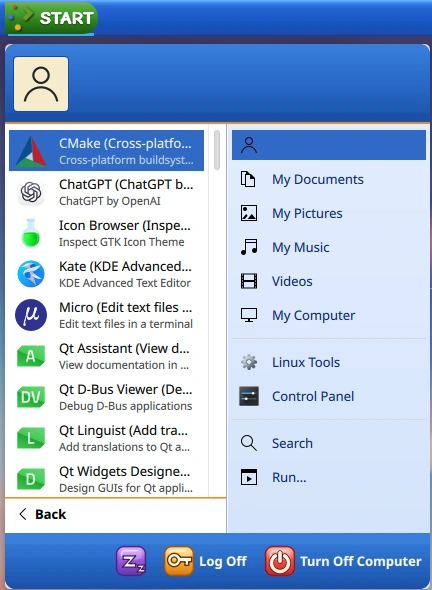 START
CMake (Cross-platfo...
Cross-platform buildsyst...
ChatGPT (ChatGPT b...
ChatGPT by OpenAI
Icon Browser (Inspe...
Inspect GTK Icon Theme
Kate (KDE Advanced...
KDE Advanced Text Editor
Micro (Edit text files ...
Edit text files in a terminal
Qt Assistant (View d...
View documentation in ...
Qt D-Bus Viewer (De...
Debug D-Bus applications
Qt Linguist (Add tra...
Add translations to Qt a...
Qt Widgets Designe...
Design GUIs for Qt appli...
μ
A
DV
L
D
Back
My Documents
My Pictures
My Music
Videos
My Computer
Linux Tools
Control Panel
Search
Run...
Zz
Log Off
Turn Off Computer